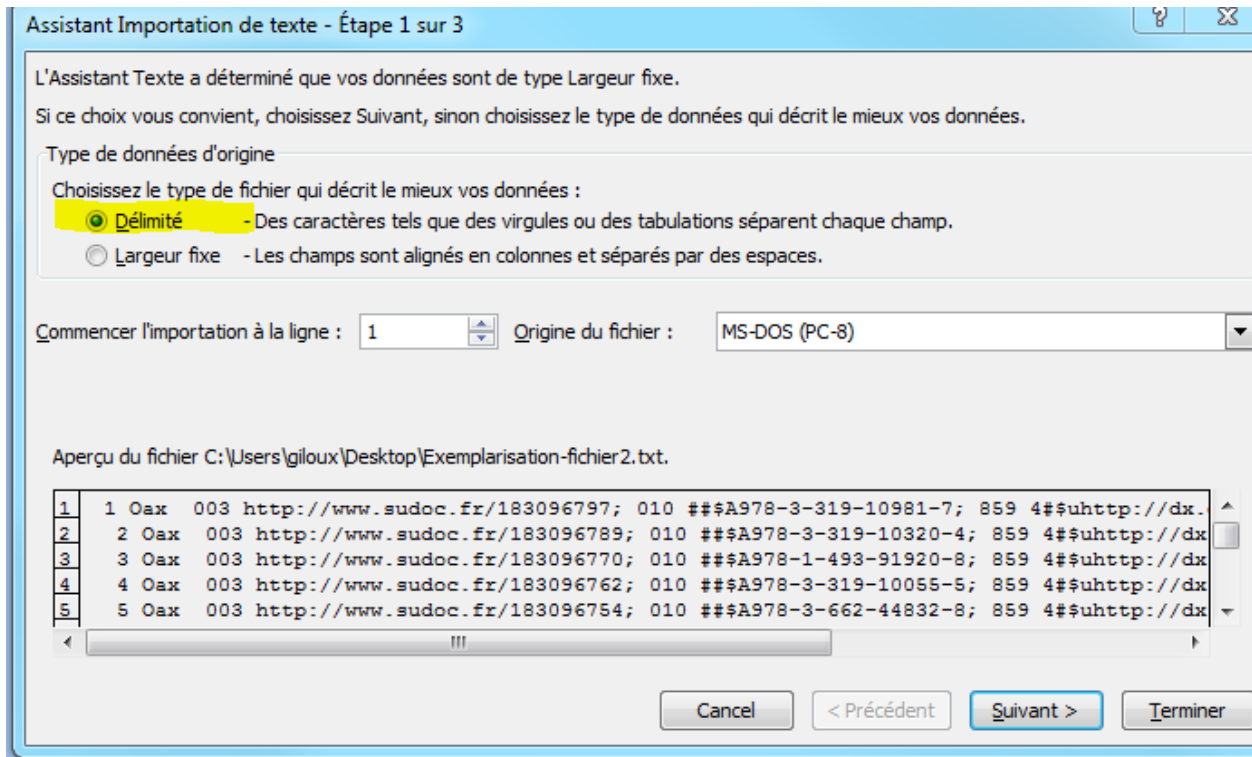 Assistant Importation de texte - Étape 1 sur 3
L'Assistant Texte a déterminé que vos données sont de type Largeur fixe.
Si ce choix vous convient, choisissez Suivant, sinon choisissez le type de données qui décrit le mieux vos données.
Type de données d'origine
Choisissez le type de fichier qui décrit le mieux vos données :
Délimité - Des caractères tels que des virgules ou des tabulations séparent chaque champ.
Largeur fixe - Les champs sont alignés en colonnes et séparés par des espaces.
Commencer l'importation à la ligne : 1 Origine du fichier : MS-DOS (PC-8)
Aperçu du fichier C:\Users\giloux\Desktop\Exemplarisation-fichier2.txt.
1 1 Oax 003 http://www.sudoc.fr/183096797; 010 ##$A978-3-319-10981-7; 859 4#$uhttp://dx.
2 2 Oax 003 http://www.sudoc.fr/183096789; 010 ##$A978-3-319-10320-4; 859 4#$uhttp://dx
3 3 Oax 003 http://www.sudoc.fr/183096770; 010 ##$A978-1-493-91920-8; 859 4#$uhttp://dx
4 4 Oax 003 http://www.sudoc.fr/183096762; 010 ##$A978-3-319-10055-5; 859 4#$uhttp://dx
5 5 Oax 003 http://www.sudoc.fr/183096754; 010 ##$A978-3-662-44832-8; 859 4#$uhttp://dx
Cancel < Précédent Suivant > Terminer